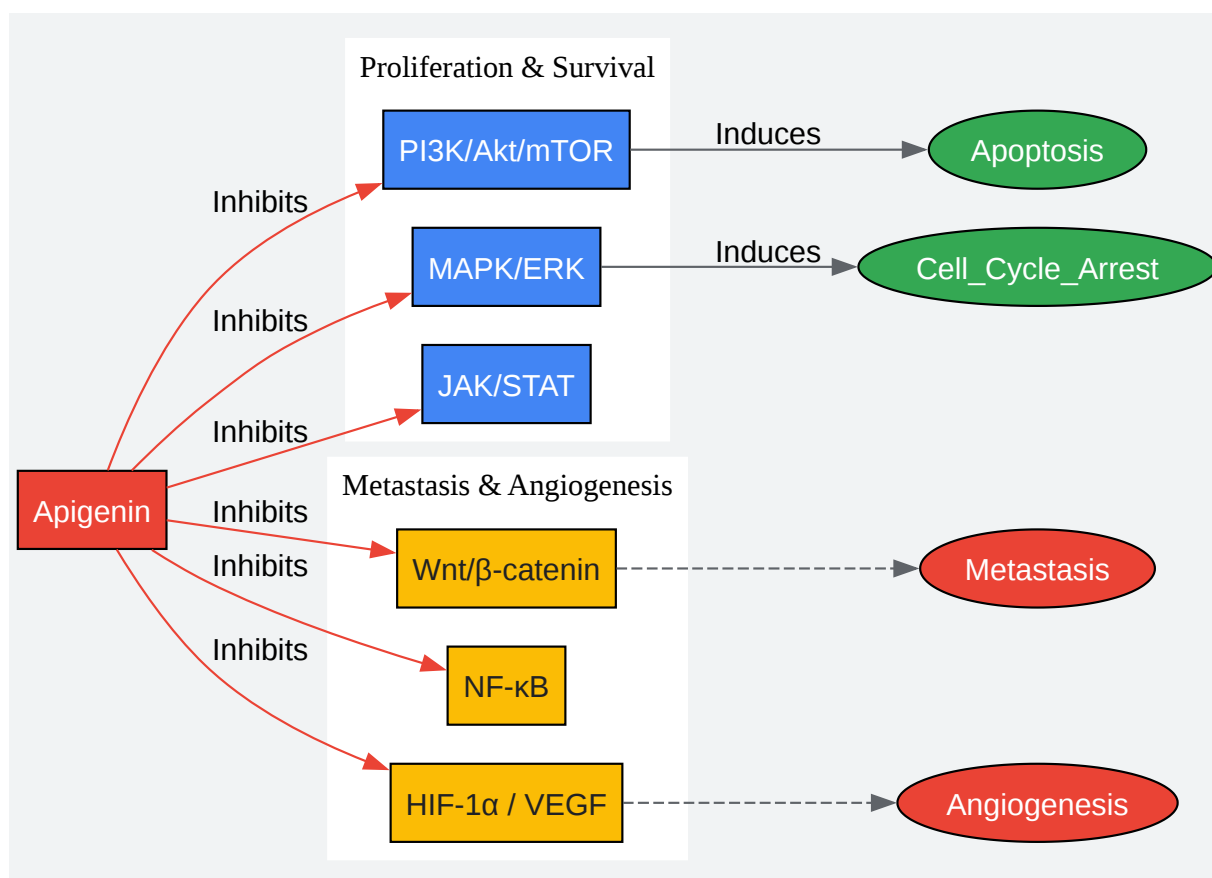 Proliferation & Survival
PI3K/Akt/mTOR
Induces
Apoptosis
Inhibits
MAPK/ERK
Induces
Cell_Cycle_Arrest
Inhibits
JAK/STAT
Inhibits
Apigenin
Metastasis & Angiogenesis
Inhibits
Wnt/β-catenin
Metastasis
Inhibits
NF-κB
Inhibits
HIF-1α / VEGF
Angiogenesis